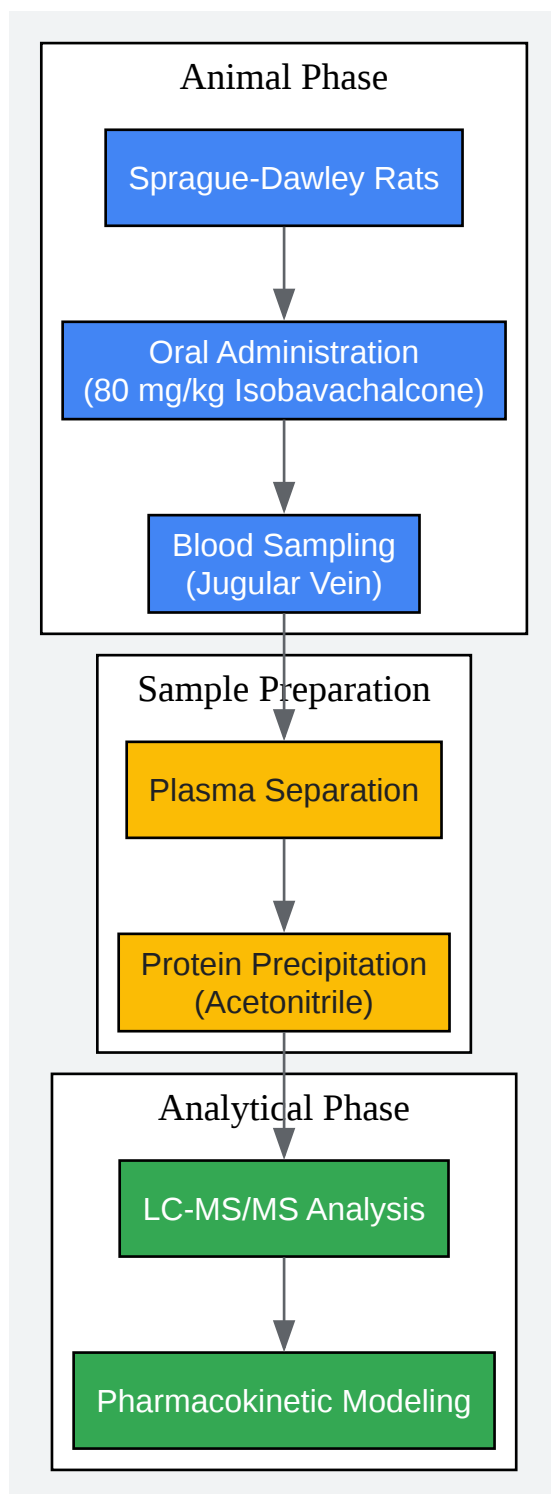 Animal Phase
Sprague-Dawley Rats
Oral Administration
(80 mg/kg Isobavachalcone)
Blood Sampling
(Jugular Vein)
Sample Preparation
Plasma Separation
Protein Precipitation
(Acetonitrile)
Analytical Phase
LC-MS/MS Analysis
Pharmacokinetic Modeling